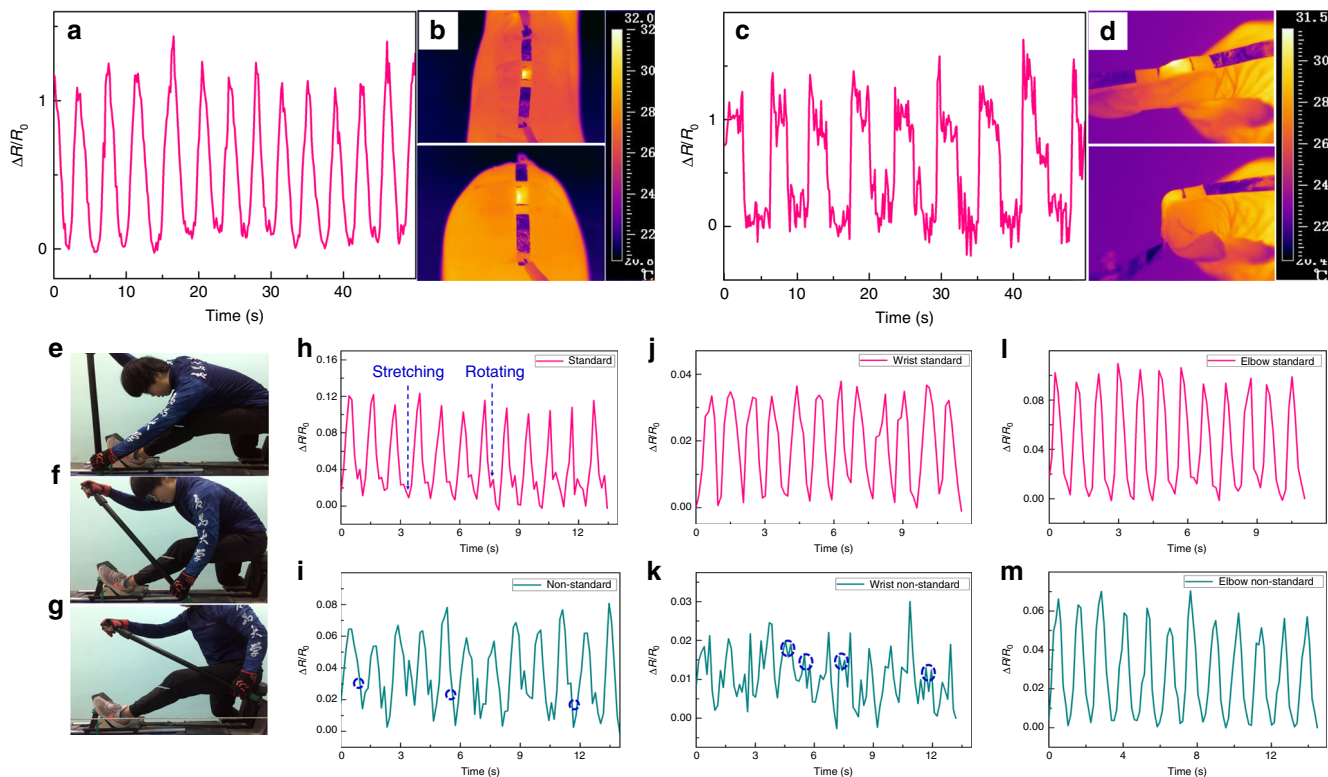 a
ΔR/R0
1
0
0
10
20
30
40
Time (s)
b
32.0
32
30
28
26
24
22
20.8
℃
c
ΔR/R0
1
0
0
10
20
30
40
Time (s)
d
31.5
30
28
26
24
22
20.4
℃
e
f
g
h
Standard
Stretching
Rotating
ΔR/R0
0.16
0.12
0.08
0.04
0.00
0
3
6
9
12
Time (s)
j
Wrist standard
ΔR/R0
0.04
0.02
0.00
0
3
6
9
Time (s)
l
Elbow standard
ΔR/R0
0.10
0.05
0.00
0
3
6
9
Time (s)
i
Non-standard
ΔR/R0
0.08
0.06
0.04
0.02
0.00
0
3
6
9
12
Time (s)
k
Wrist non-standard
ΔR/R0
0.03
0.02
0.01
0.00
0
3
6
9
12
Time (s)
m
Elbow non-standard
ΔR/R0
0.08
0.06
0.04
0.02
0.00
0
4
8
12
Time (s)